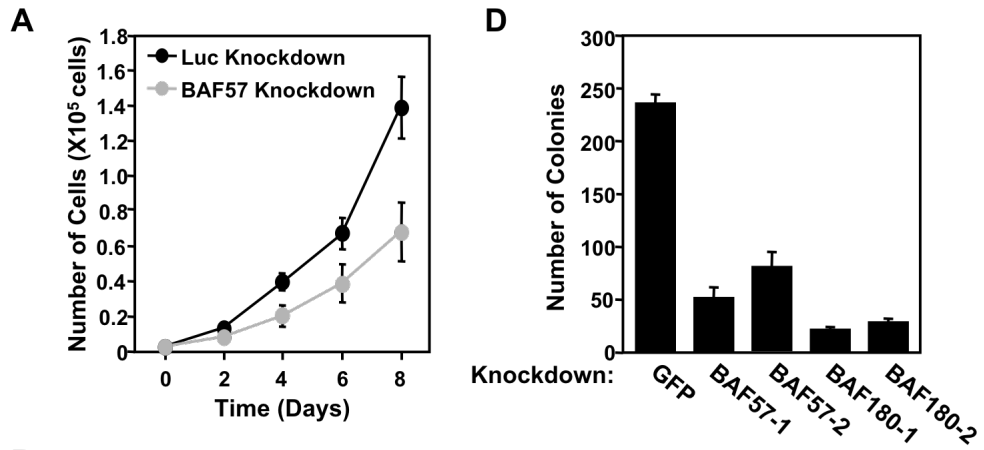 A
Number of Cells (X10⁵ cells)
1.8
1.6
1.4
1.2
1.0
0.8
0.6
0.4
0.2
0
Luc Knockdown
BAF57 Knockdown
0 2 4 6 8
Time (Days)
D
Number of Colonies
300
250
200
150
100
50
0
Knockdown:
GFP
BAF57-1
BAF57-2
BAF180-1
BAF180-2